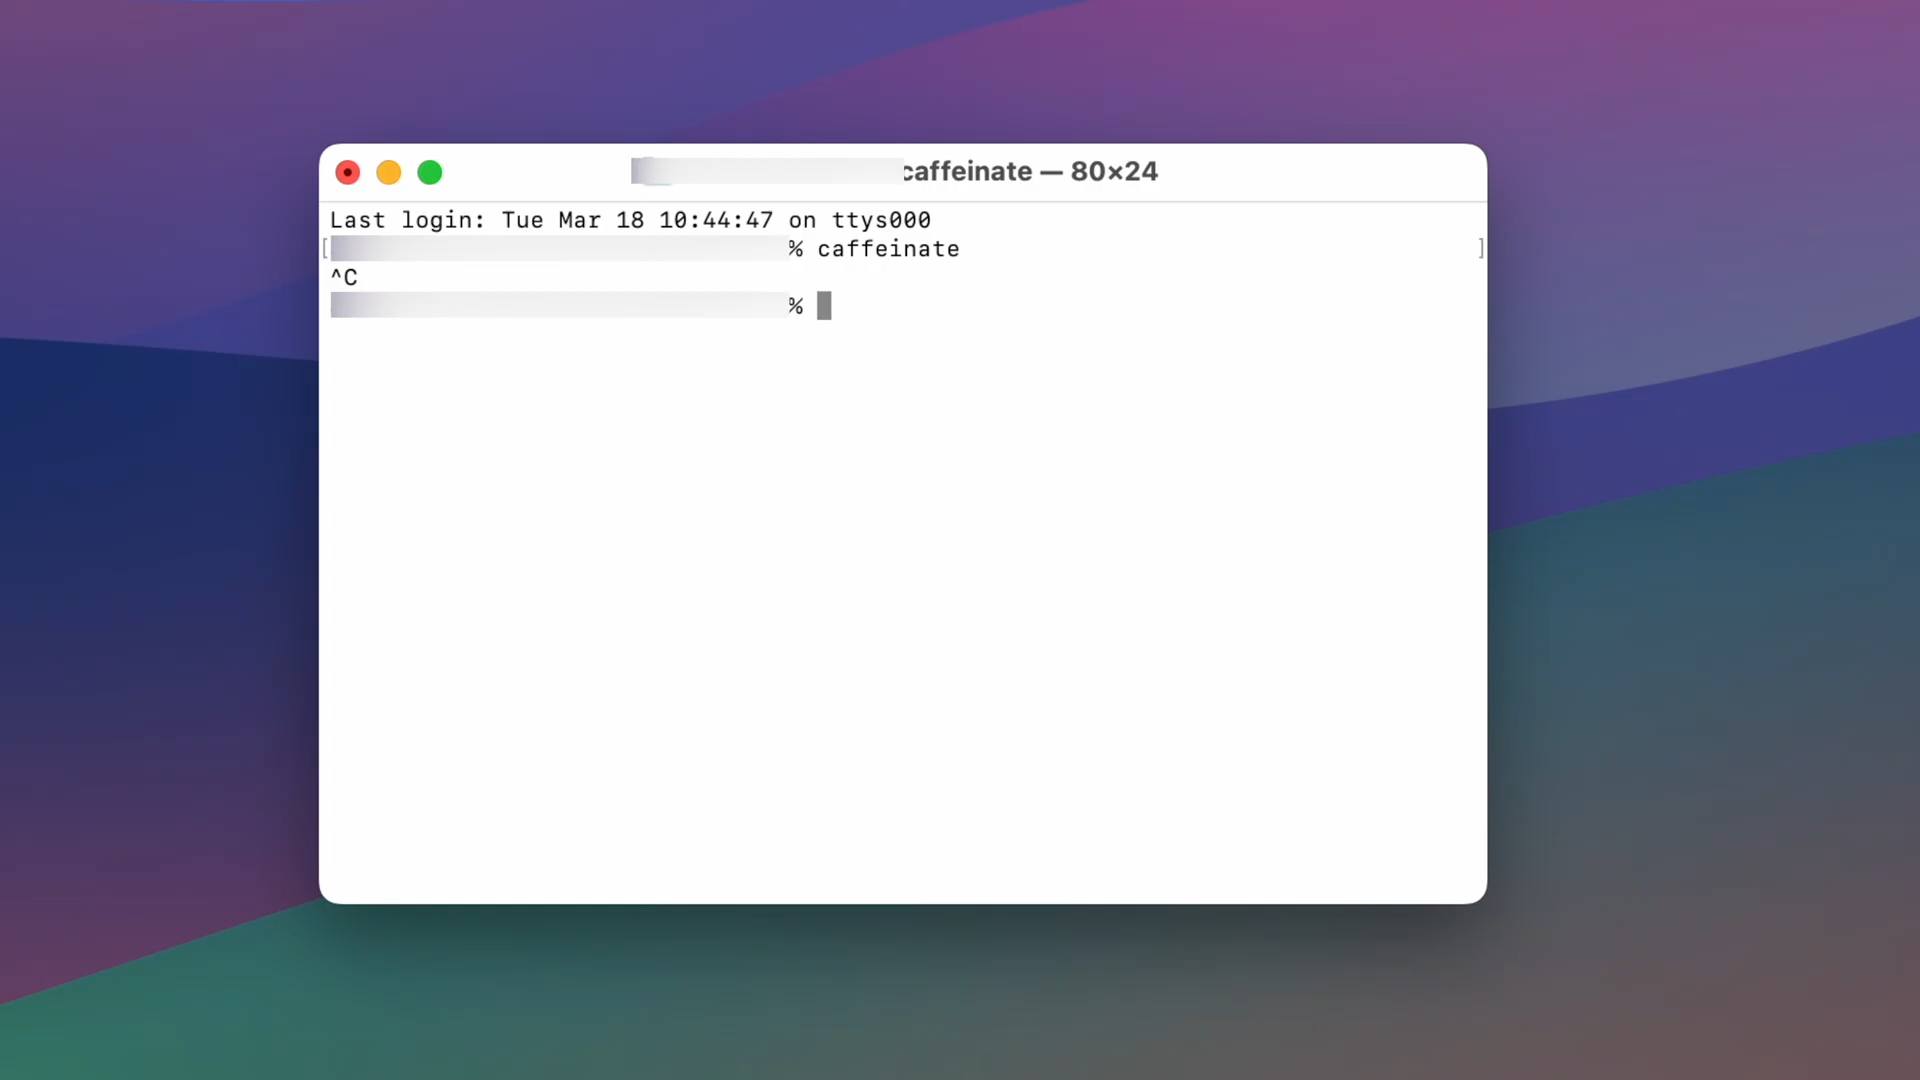 caffeinate — 80×24
Last login: Tue Mar 18 10:44:47 on ttys000
[ % caffeinate ]
^C
%